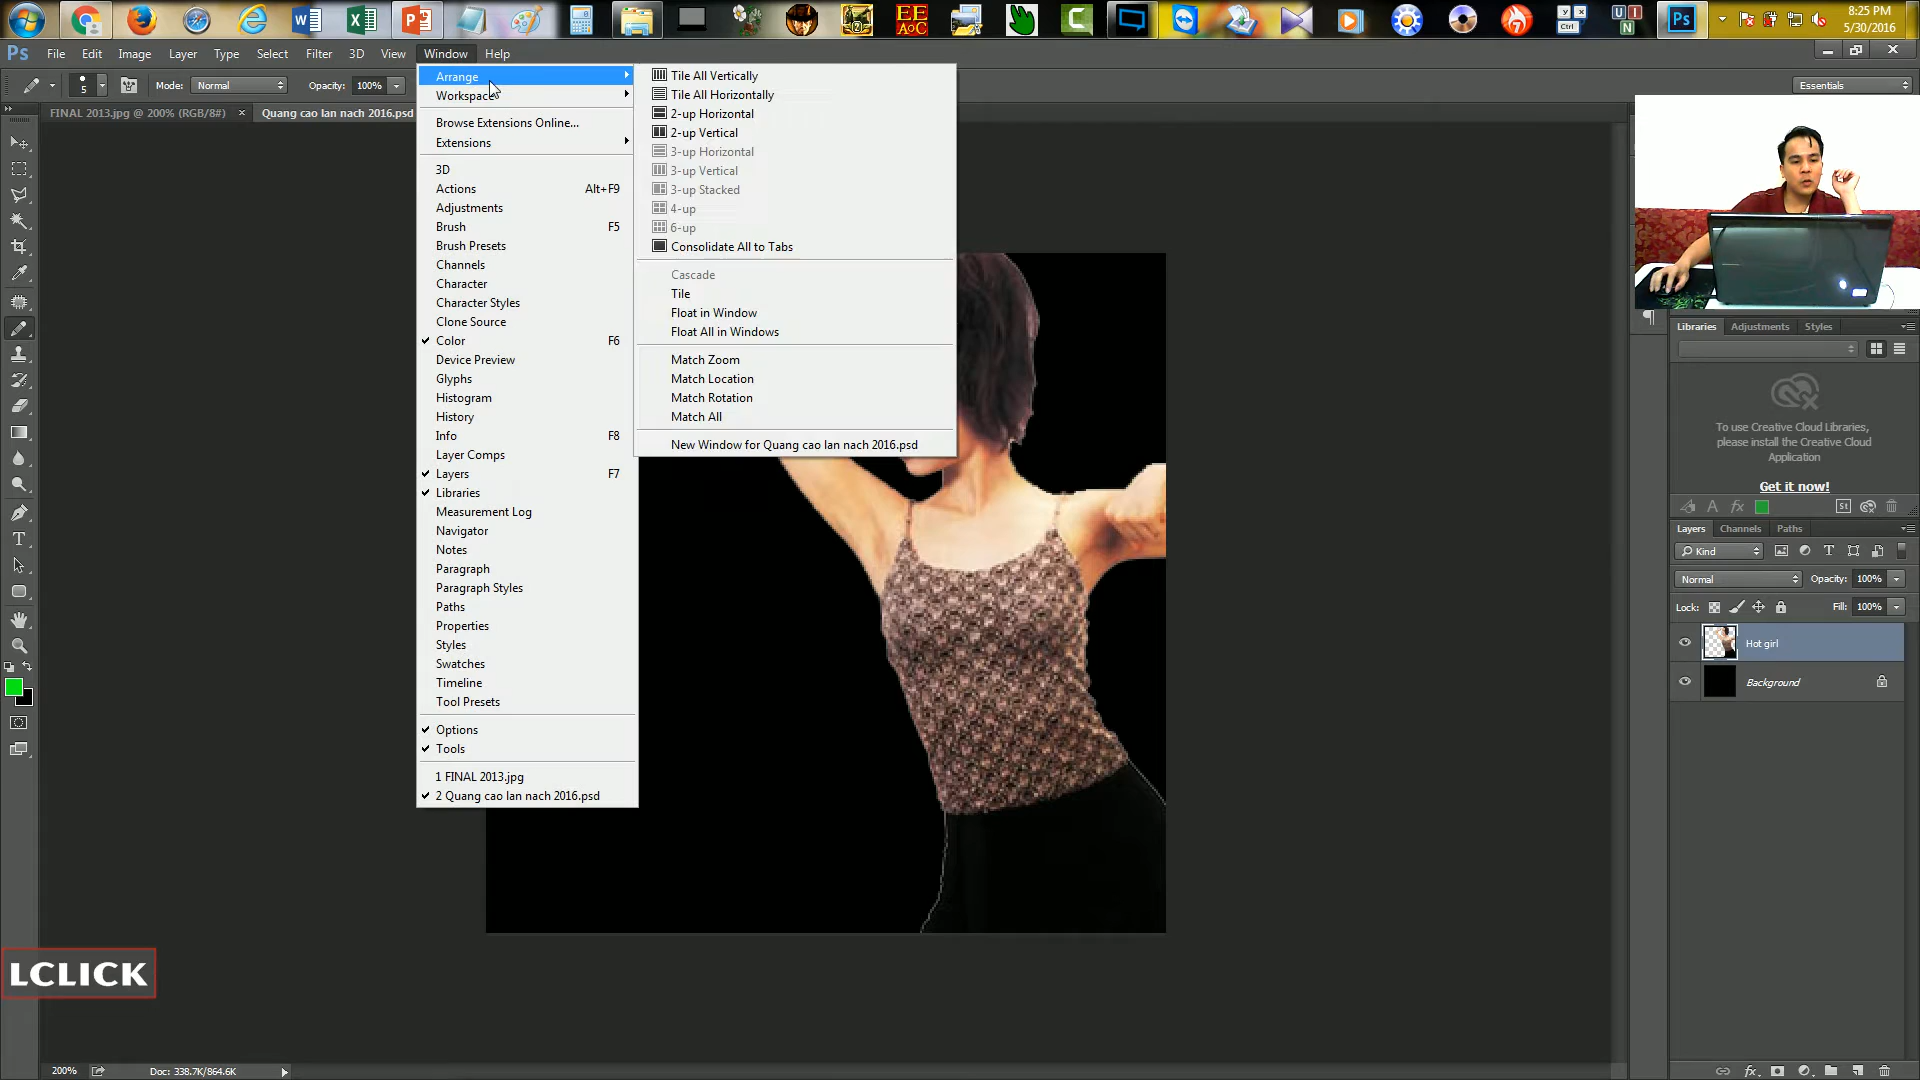 8:25 PM
5/30/2016
Ps File Edit Image Layer Type Select Filter 3D View Window Help
5 Mode: Normal Opacity: 100% Essentials
FINAL 2013.jpg @ 200% (RGB/8#) × Quang cao lan nach 2016.psd
Arrange
Workspace
Browse Extensions Online...
Extensions
3D
Actions Alt+F9
Adjustments
Brush F5
Brush Presets
Channels
Character
Character Styles
Clone Source
Color F6
Device Preview
Glyphs
Histogram
History
Info F8
Layer Comps
Layers F7
Libraries
Measurement Log
Navigator
Notes
Paragraph
Paragraph Styles
Paths
Properties
Styles
Swatches
Timeline
Tool Presets
Options
Tools
1 FINAL 2013.jpg
2 Quang cao lan nach 2016.psd
Tile All Vertically
Tile All Horizontally
2-up Horizontal
2-up Vertical
3-up Horizontal
3-up Vertical
3-up Stacked
4-up
6-up
Consolidate All to Tabs
Cascade
Tile
Float in Window
Float All in Windows
Match Zoom
Match Location
Match Rotation
Match All
New Window for Quang cao lan nach 2016.psd
Libraries Adjustments Styles
To use Creative Cloud Libraries,
please install the Creative Cloud
Application
Get it now!
Layers Channels Paths
Kind
Normal Opacity: 100%
Lock: Fill: 100%
Hot girl
Background
LCLICK
200% Doc: 338.7K/864.6K